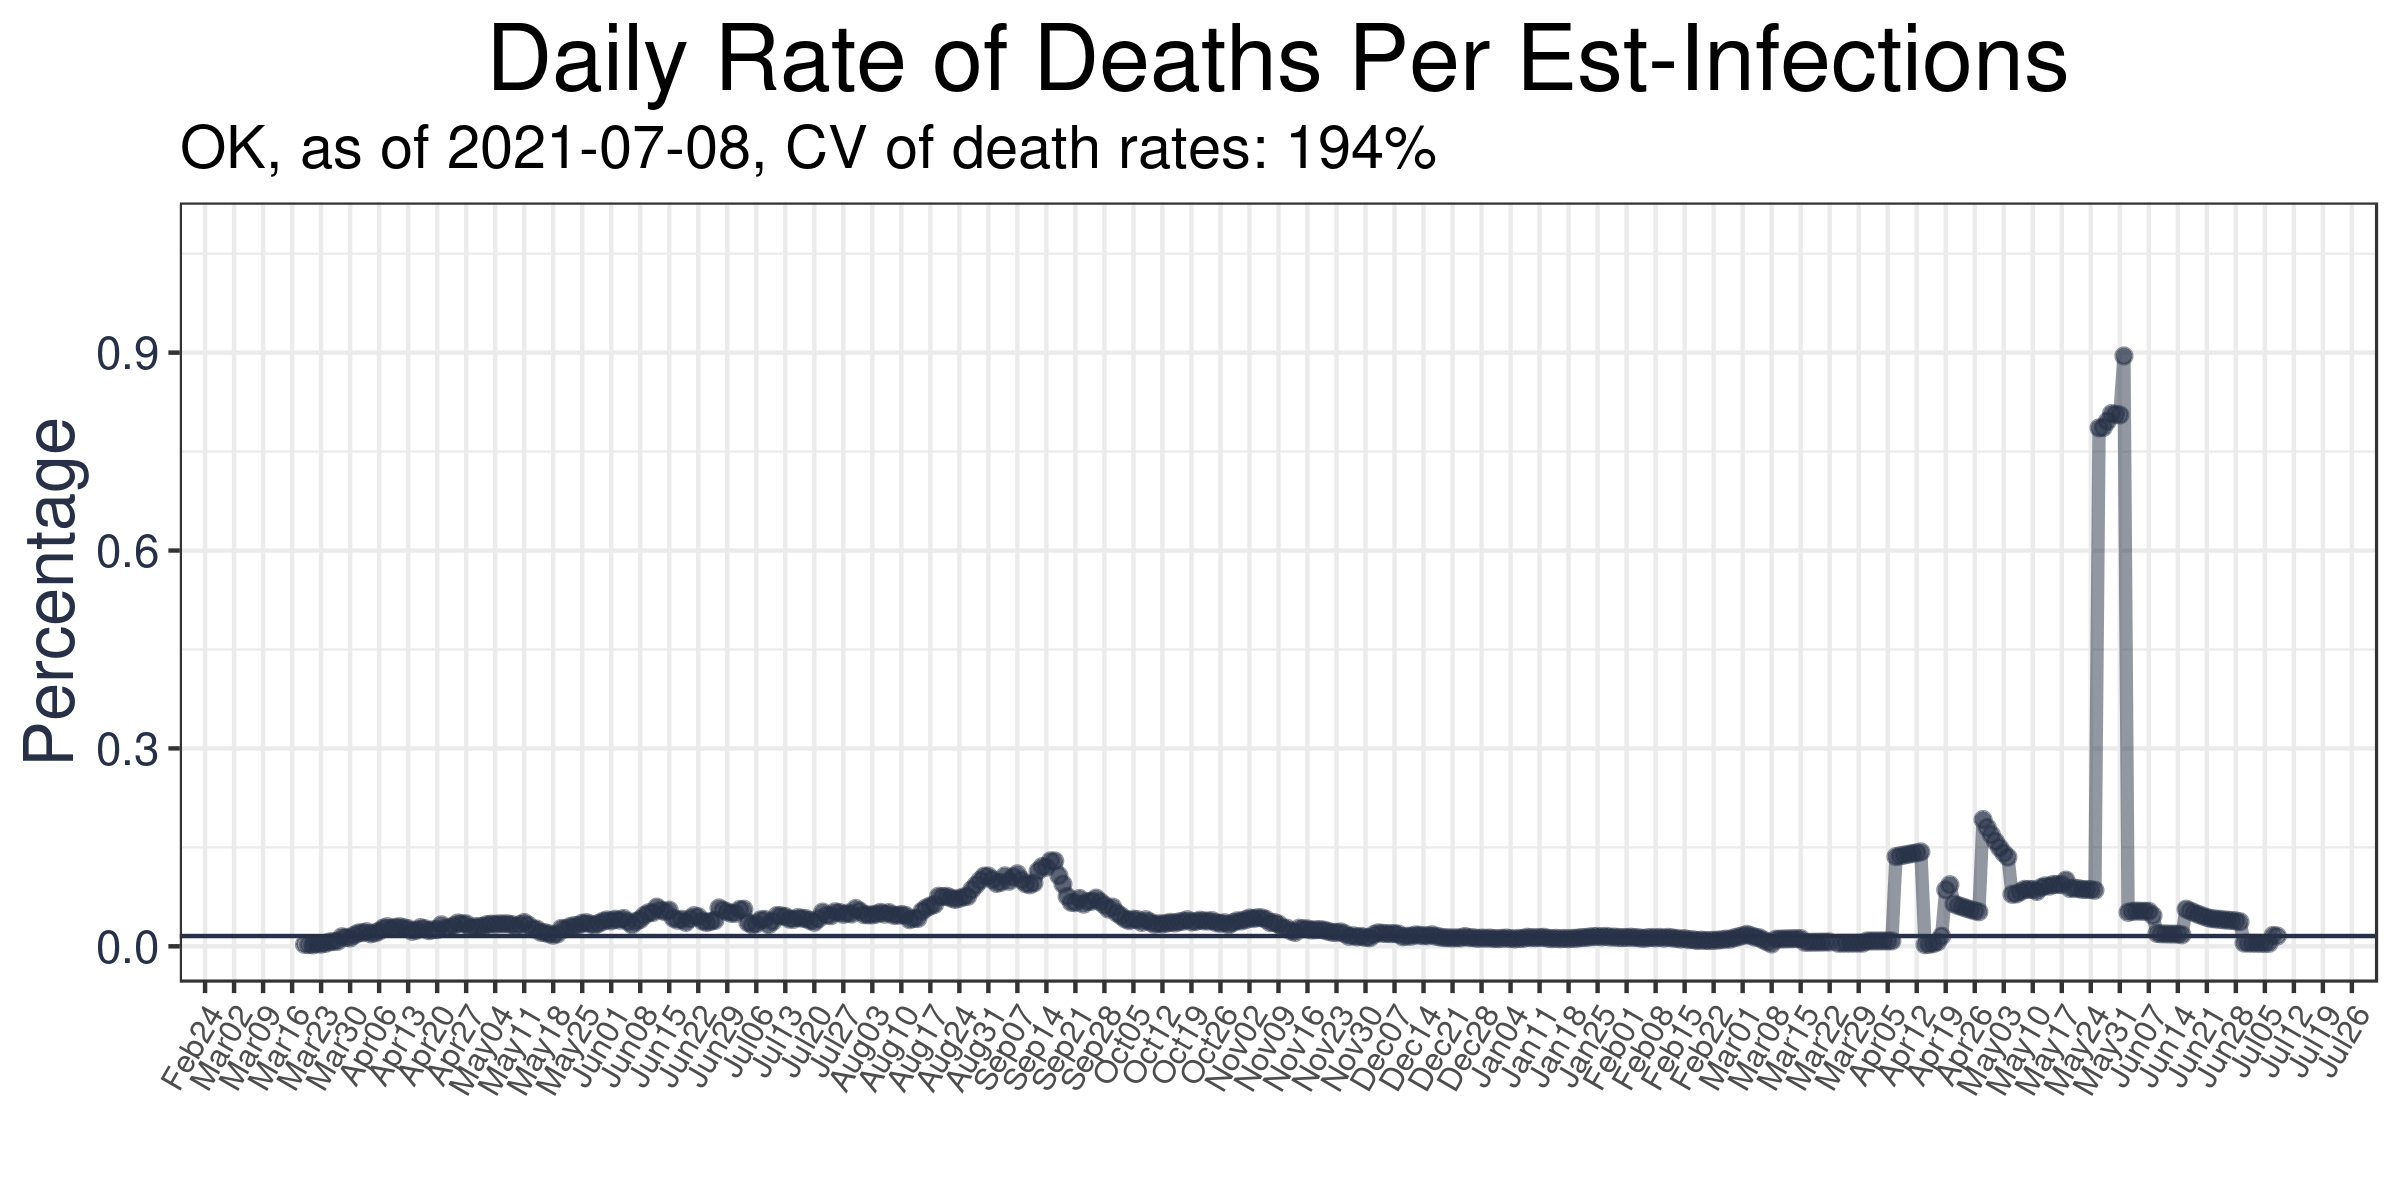 Daily Rate of Deaths Per Est-Infections
OK, as of 2021-07-08, CV of death rates: 194%
Percentage
0.9
0.6
0.3
0.0
Feb24 Mar02 Mar09 Mar16 Mar23 Mar30 Apr06 Apr13 Apr20 Apr27 May04 May11 May18 May25 Jun01 Jun08 Jun15 Jun22 Jun29 Jul06 Jul13 Jul20 Jul27 Aug03 Aug10 Aug17 Aug24 Aug31 Sep07 Sep14 Sep21 Sep28 Oct05 Oct12 Oct19 Oct26 Nov02 Nov09 Nov16 Nov23 Nov30 Dec07 Dec14 Dec21 Dec28 Jan04 Jan11 Jan18 Jan25 Feb01 Feb08 Feb15 Feb22 Mar01 Mar08 Mar15 Mar22 Mar29 Apr05 Apr12 Apr19 Apr26 May03 May10 May17 May24 May31 Jun07 Jun14 Jun21 Jun28 Jul05 Jul12 Jul19 Jul26